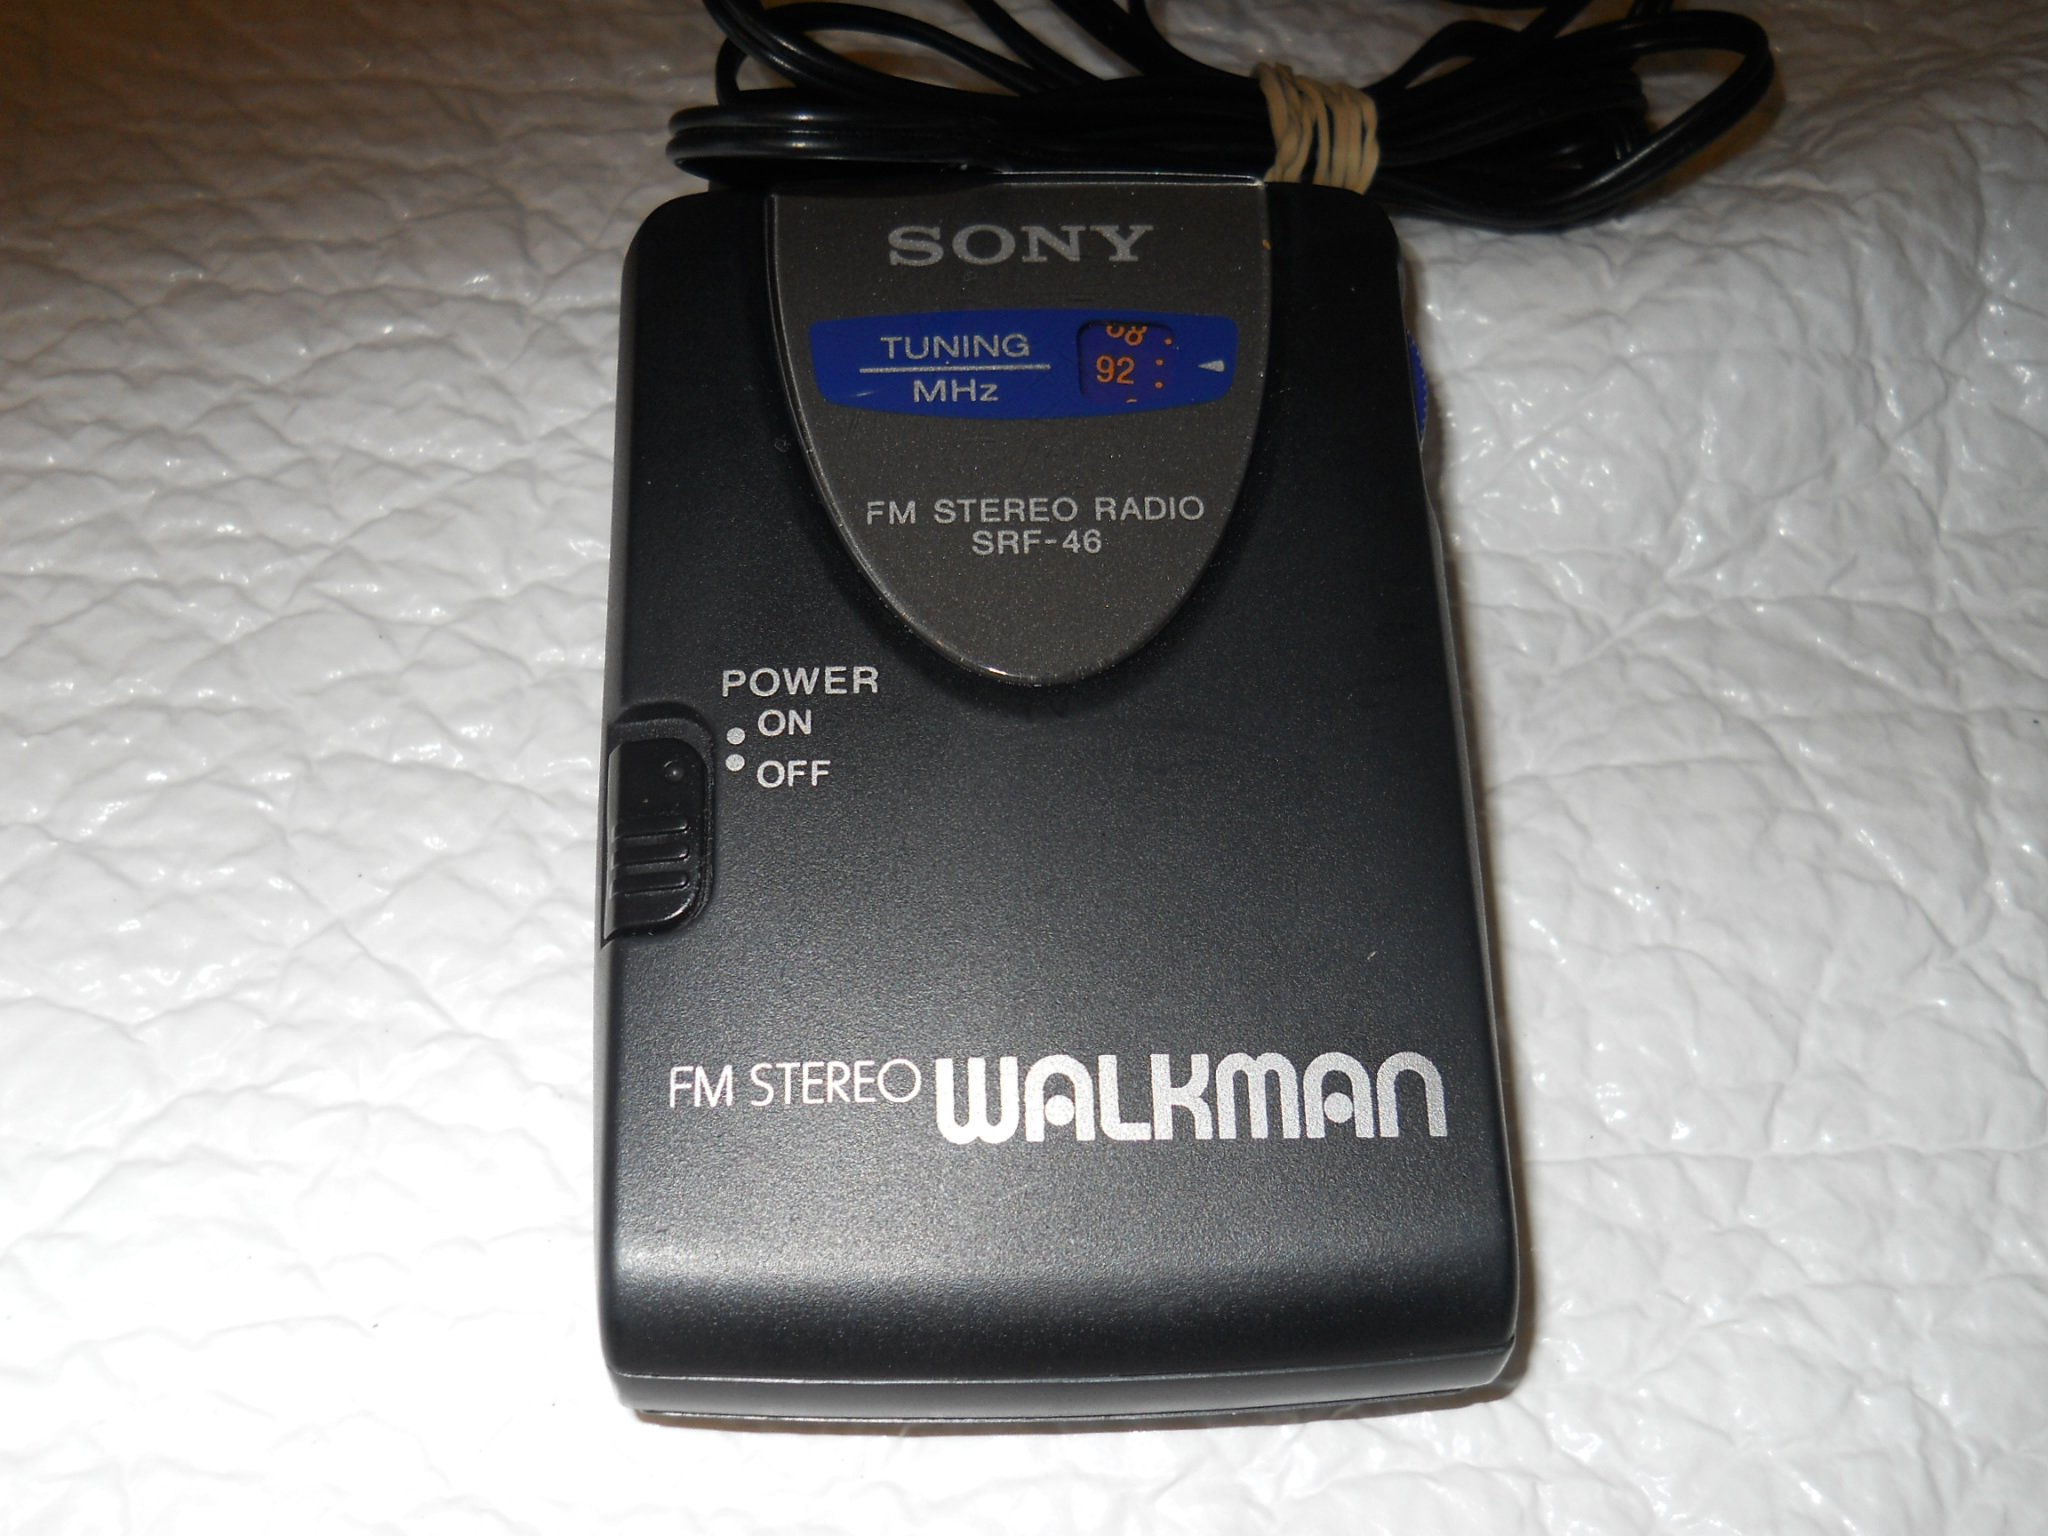 SONY
TUNING
MHz
92
FM STEREO RADIO
SRF-46
POWER
ON
OFF
FM STEREO WALKMAN